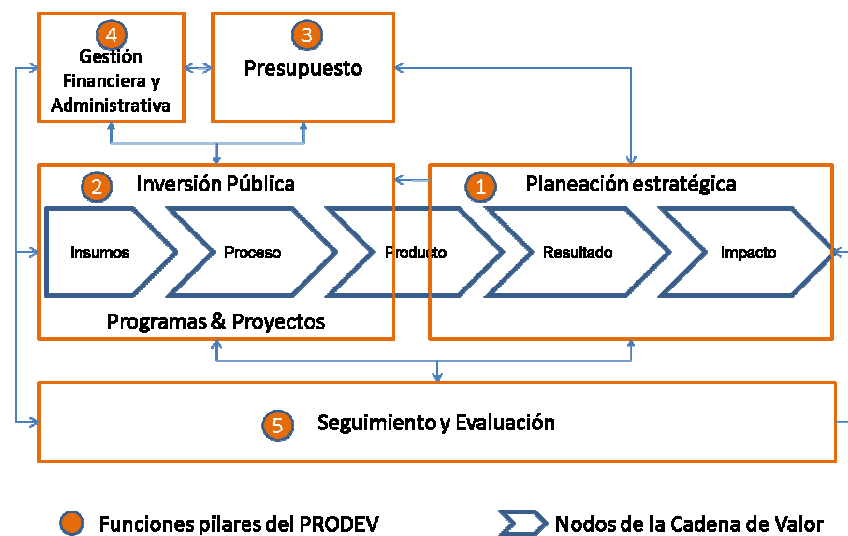 4
Gestión
Financiera y
Administrativa
3
Presupuesto
2
Inversión Pública
1
Planeación estratégica
Insumos
Proceso
Producto
Resultado
Impacto
Programas & Proyectos
5
Seguimiento y Evaluación
Funciones pilares del PRODEV
Nodos de la Cadena de Valor